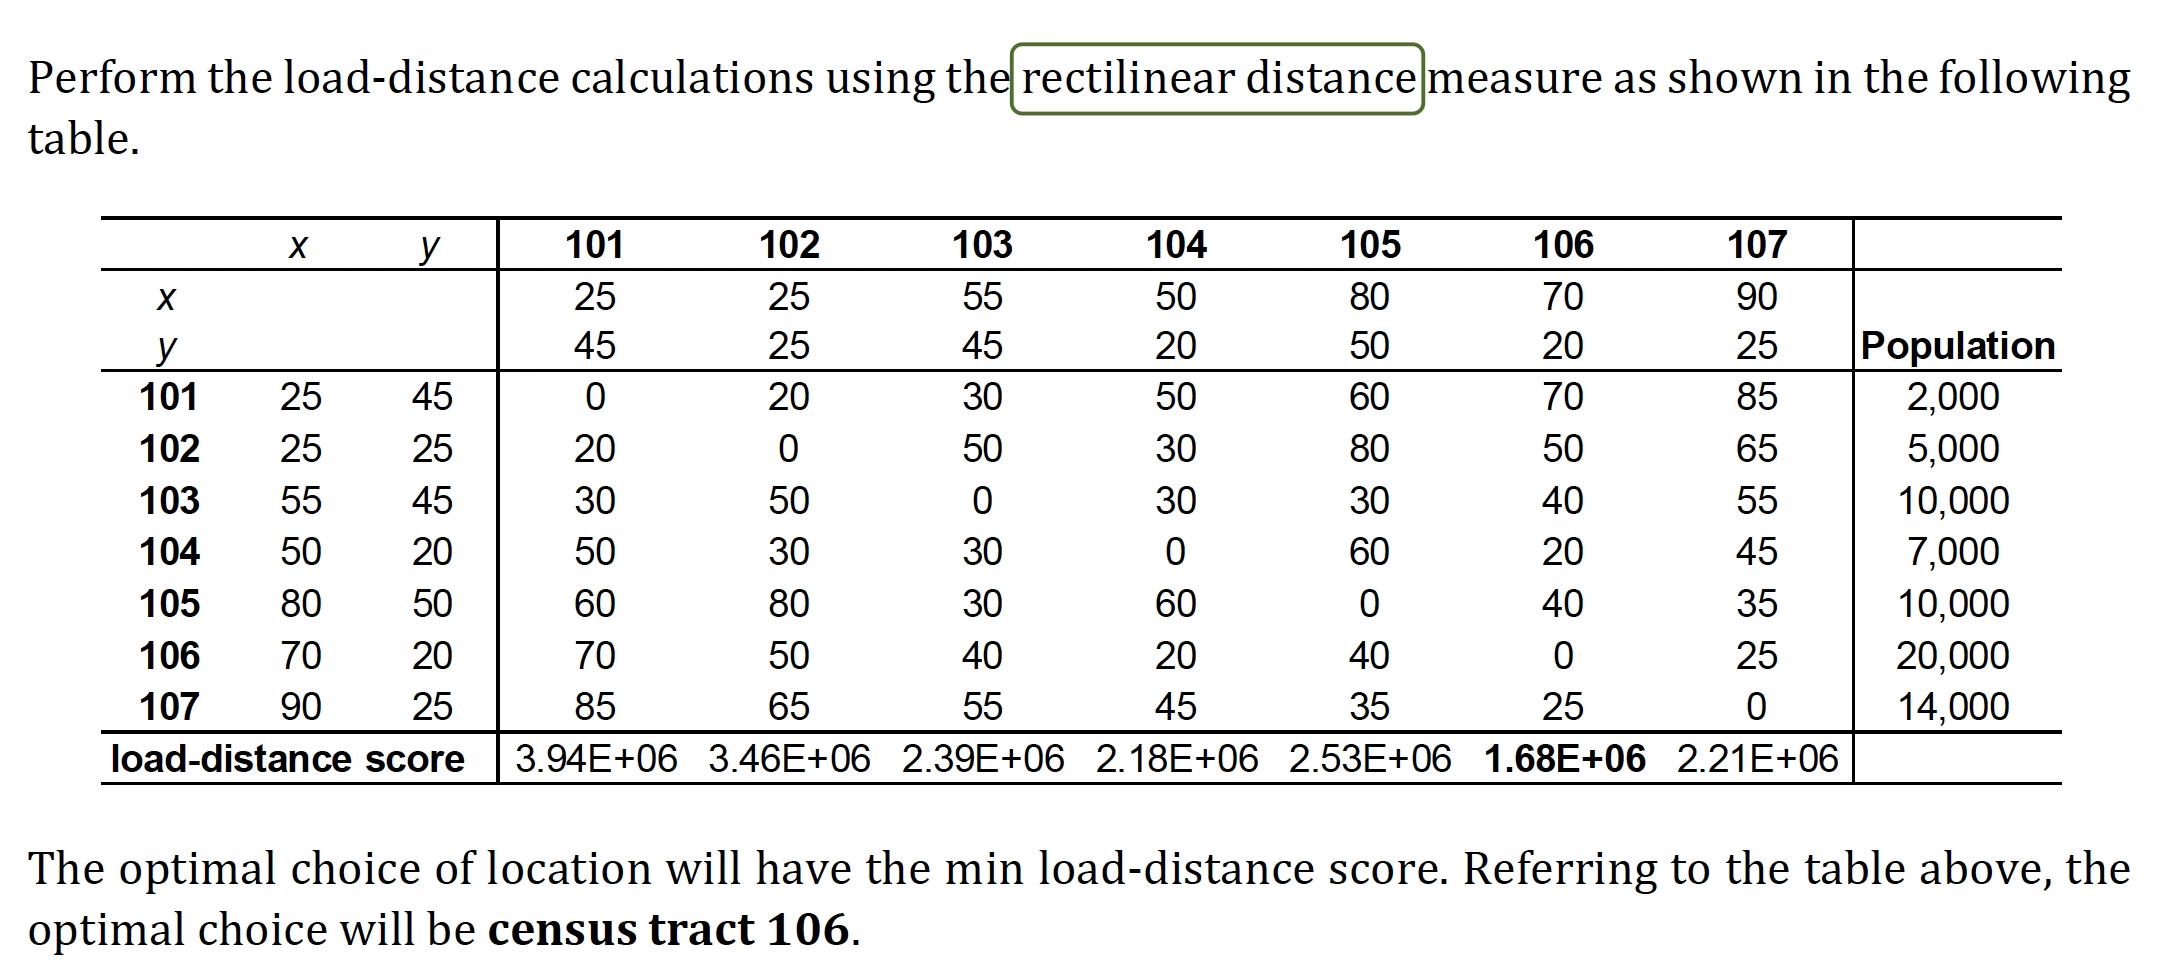 Perform the load-distance calculations using the rectilinear distance measure as shown in the following
table.
x y 101 102 103 104 105 106 107
x 25 25 55 50 80 70 90
y 45 25 45 20 50 20 25 Population
101 25 45 0 20 30 50 60 70 85 2,000
102 25 25 20 0 50 30 80 50 65 5,000
103 55 45 30 50 0 30 30 40 55 10,000
104 50 20 50 30 30 0 60 20 45 7,000
105 80 50 60 80 30 60 0 40 35 10,000
106 70 20 70 50 40 20 40 0 25 20,000
107 90 25 85 65 55 45 35 25 0 14,000
load-distance score 3.94E+06 3.46E+06 2.39E+06 2.18E+06 2.53E+06 1.68E+06 2.21E+06
The optimal choice of location will have the min load-distance score. Referring to the table above, the
optimal choice will be census tract 106.